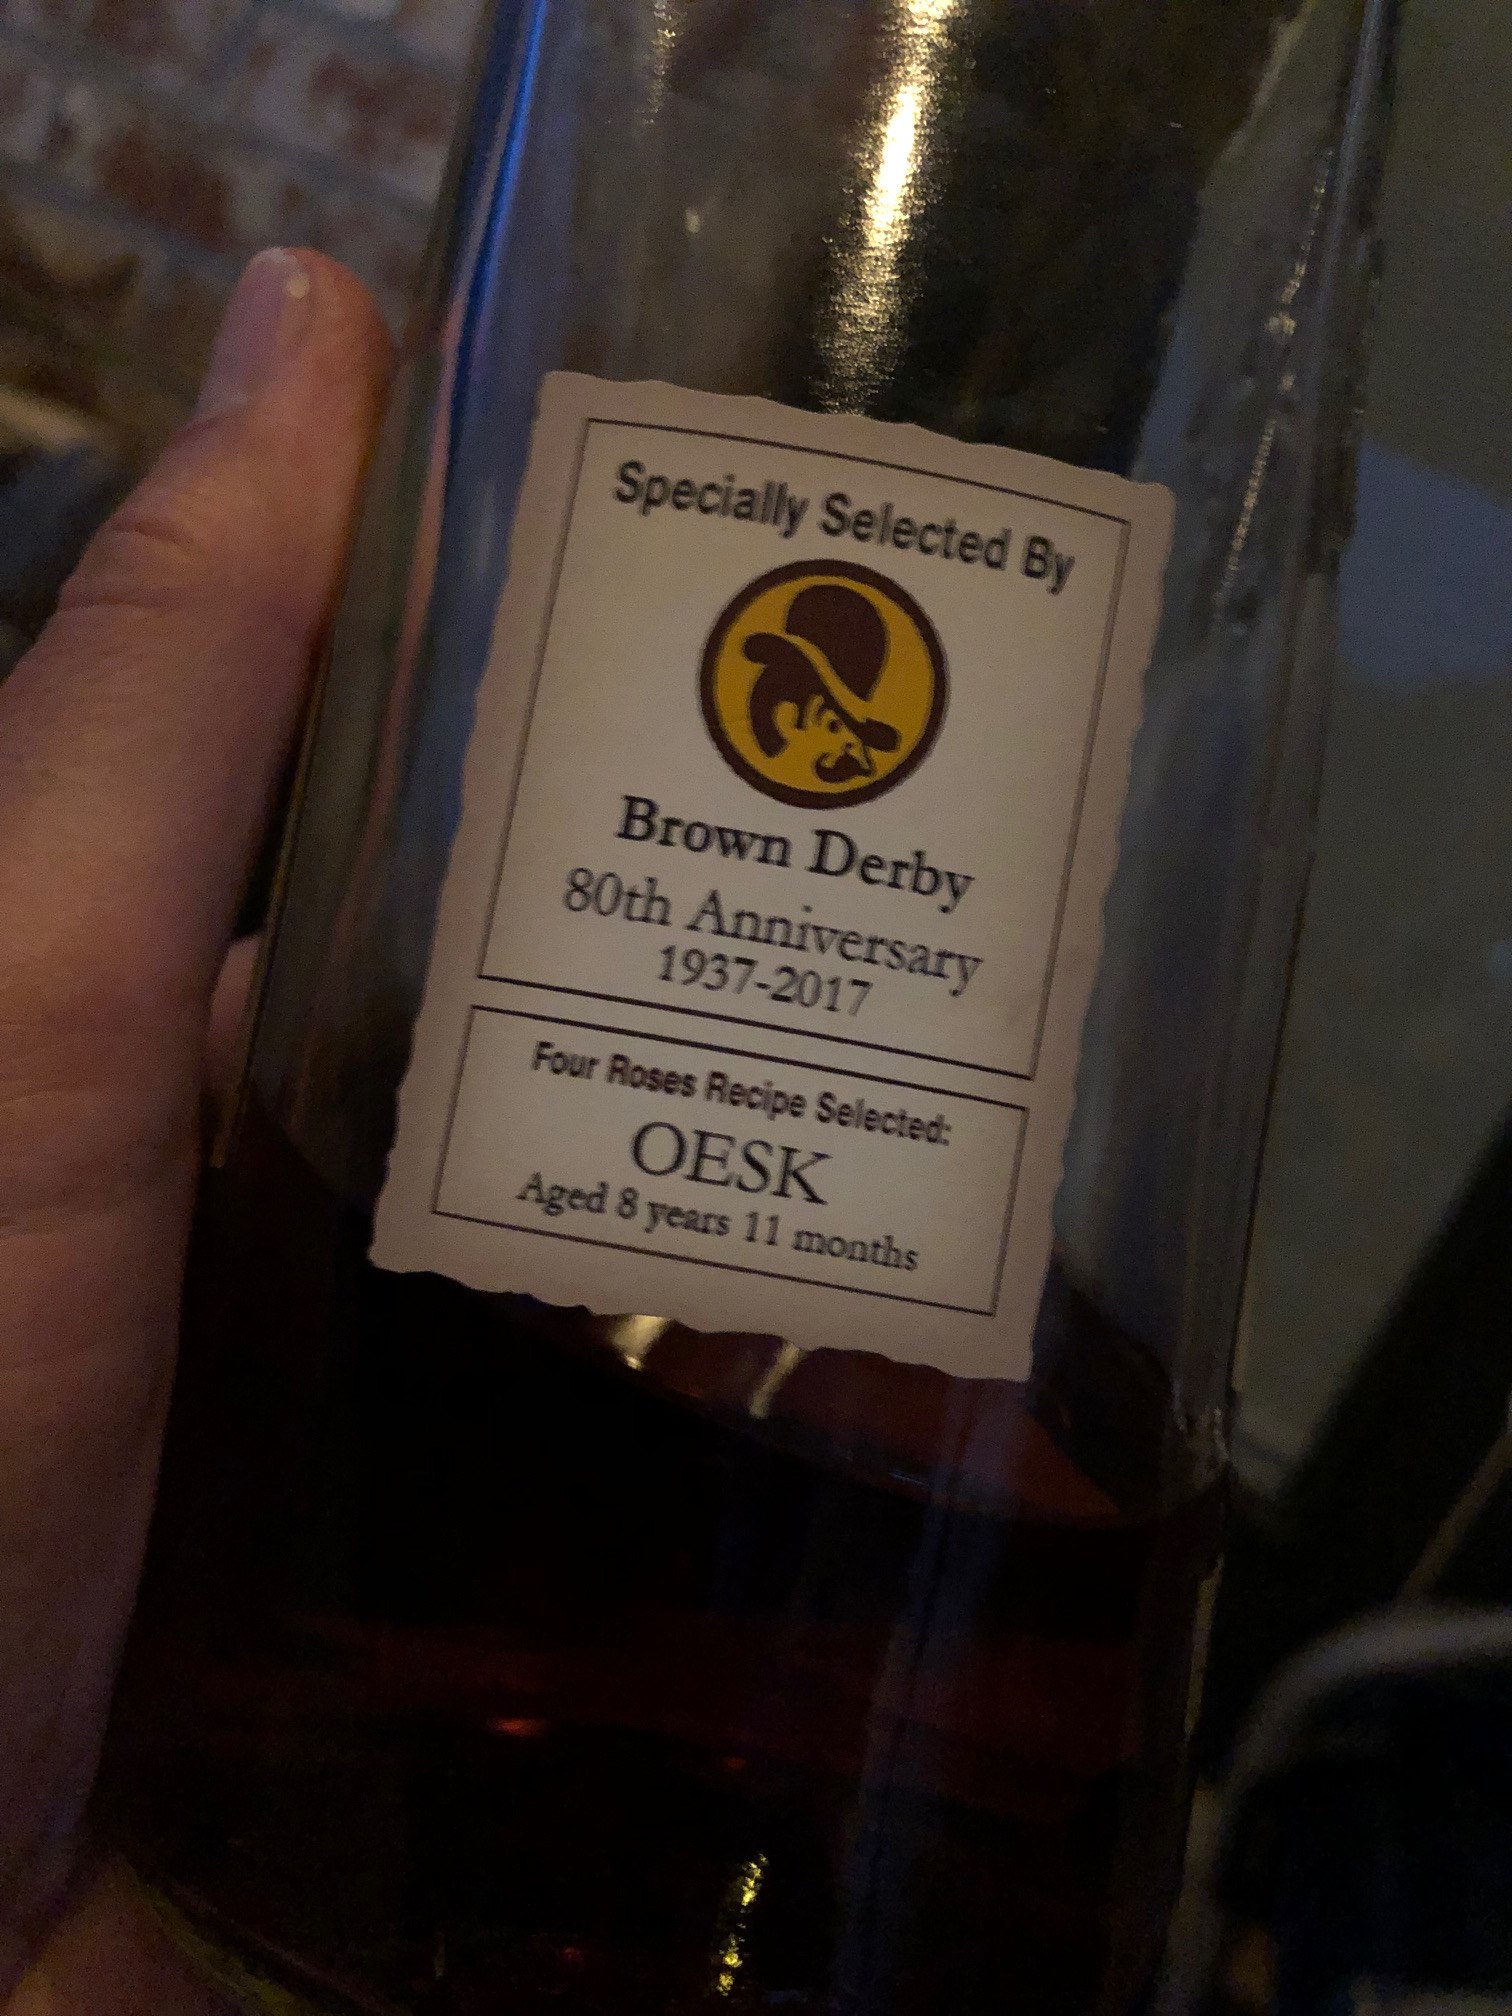 Specially Selected By
Brown Derby
80th Anniversary
1937-2017
Four Roses Recipe Selected:
OESK
Aged 8 years 11 months